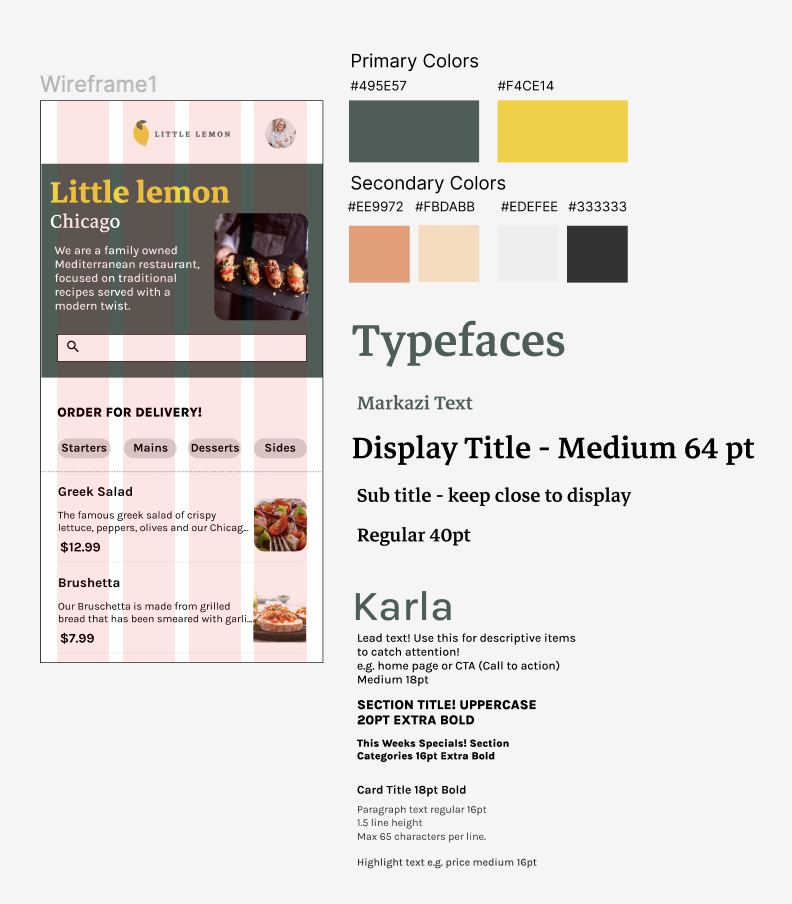 Wireframe1
LITTLE LEMON
Little lemon
Chicago
We are a family owned
Mediterranean restaurant,
focused on traditional
recipes served with a
modern twist.
ORDER FOR DELIVERY!
Starters Mains Desserts Sides
Greek Salad
The famous greek salad of crispy
lettuce, peppers, olives and our Chicag...
$12.99
Brushetta
Our Bruschetta is made from grilled
bread that has been smeared with garli...
$7.99
Primary Colors
#495E57 #F4CE14
Secondary Colors
#EE9972 #FBDABB #EDEFEE #333333
Typefaces
Markazi Text
Display Title - Medium 64 pt
Sub title - keep close to display
Regular 40pt
Karla
Lead text! Use this for descriptive items
to catch attention!
e.g. home page or CTA (Call to action)
Medium 18pt
SECTION TITLE! UPPERCASE
20PT EXTRA BOLD
This Weeks Specials! Section
Categories 16pt Extra Bold
Card Title 18pt Bold
Paragraph text regular 16pt
1.5 line height
Max 65 characters per line.
Highlight text e.g. price medium 16pt